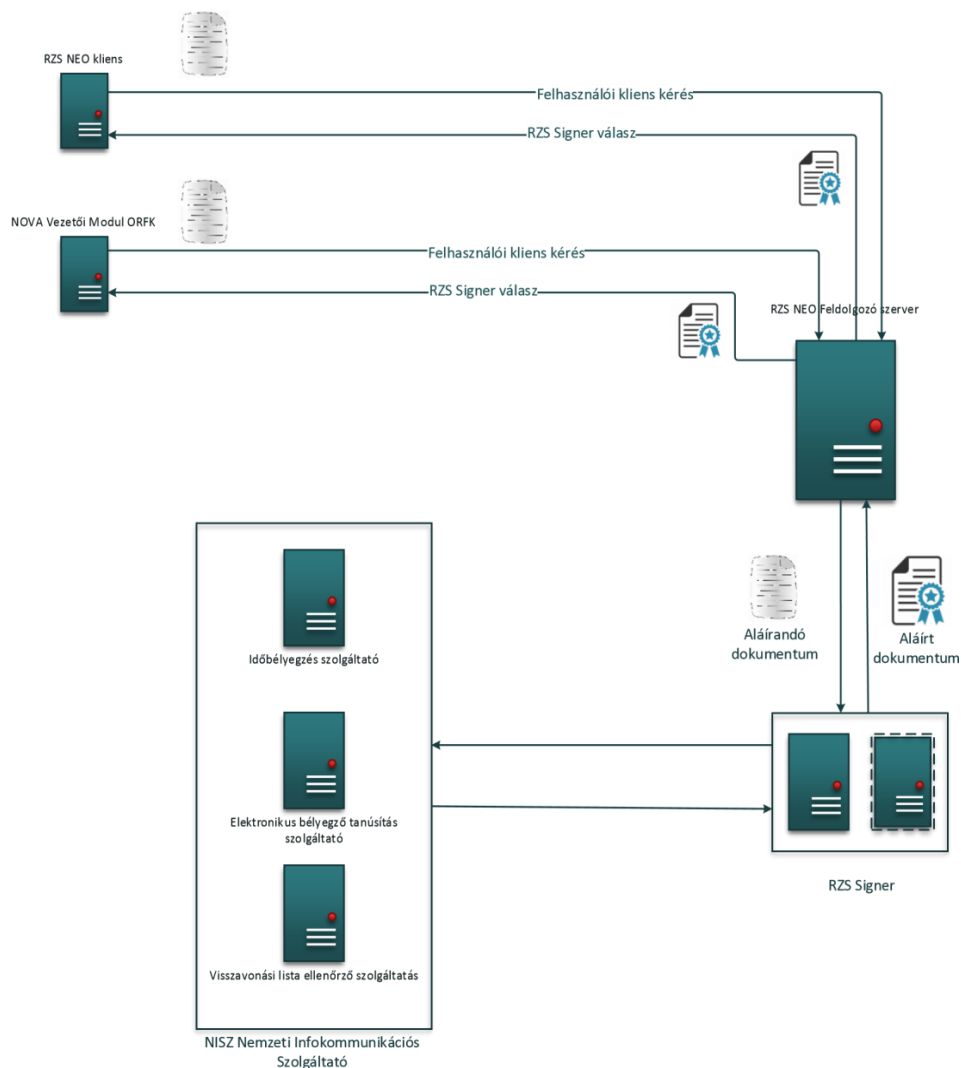 RZS NEO kliens
Felhasználói kliens kérés
RZS Signer válasz
NOVA Vezetői Modul ORFK
Felhasználói kliens kérés
RZS Signer válasz
RZS NEO Feldolgozó szerver
Időbélyegzés szolgáltató
Aláírandó
dokumentum
Aláírt
dokumentum
Elektronikus bélyegző tanúsítás
szolgáltató
Visszavonási lista ellenőrző szolgáltatás
RZS Signer
NISZ Nemzeti Infokommunikációs
Szolgáltató